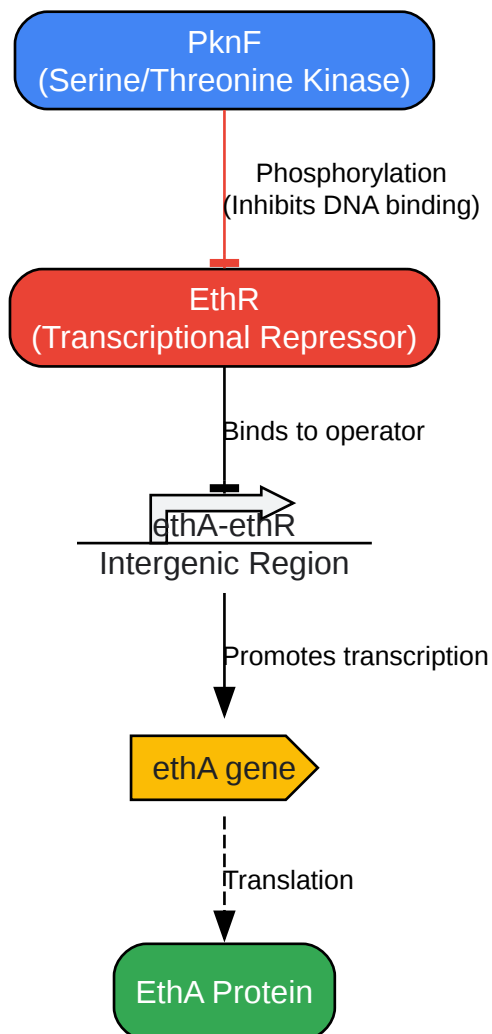 PknF
(Serine/Threonine Kinase)
Phosphorylation
(Inhibits DNA binding)
EthR
(Transcriptional Repressor)
Binds to operator
ethA-ethR
Intergenic Region
Promotes transcription
ethA gene
Translation
EthA Protein